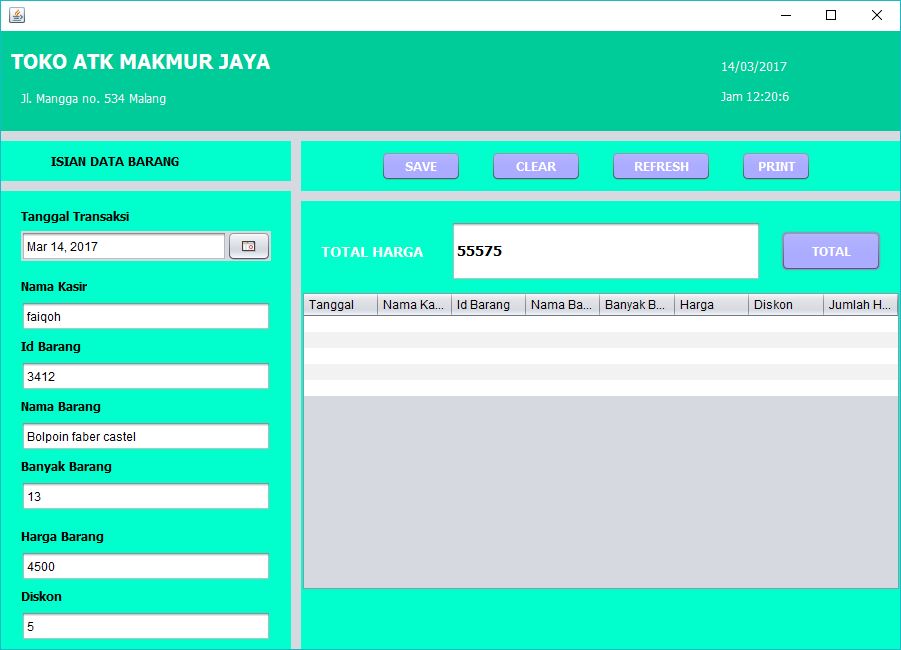 TOKO ATK MAKMUR JAYA
14/03/2017
Jl. Mangga no. 534 Malang
Jam 12:20:6
ISIAN DATA BARANG
SAVE CLEAR REFRESH PRINT
Tanggal Transaksi
Mar 14, 2017
Nama Kasir
faiqoh
Id Barang
3412
Nama Barang
Bolpoin faber castel
Banyak Barang
13
Harga Barang
4500
Diskon
5
TOTAL HARGA 55575 TOTAL
Tanggal Nama Ka... Id Barang Nama Ba... Banyak B... Harga Diskon Jumlah H...